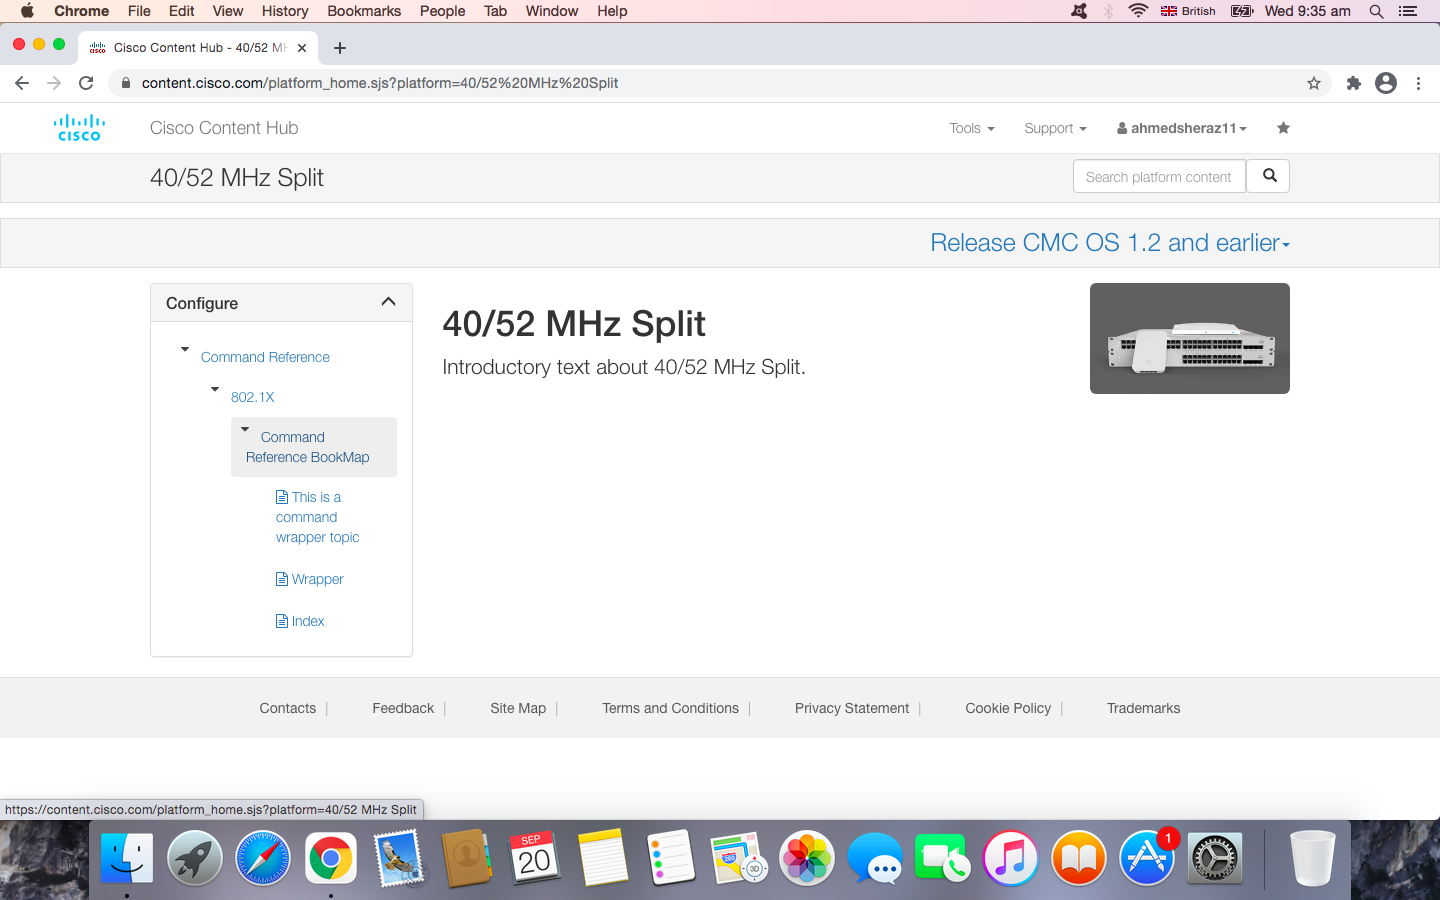 Chrome File Edit View History Bookmarks People Tab Window Help British Wed 9:35 am
Cisco Content Hub - 40/52 MH
content.cisco.com/platform_home.sjs?platform=40/52%20MHz%20Split
cisco Cisco Content Hub Tools Support ahmedsheraz11
40/52 MHz Split Search platform content
Release CMC OS 1.2 and earlier
Configure
Command Reference
802.1X
Command
Reference BookMap
This is a
command
wrapper topic
Wrapper
Index
40/52 MHz Split
Introductory text about 40/52 MHz Split.
Contacts | Feedback | Site Map | Terms and Conditions | Privacy Statement | Cookie Policy | Trademarks
https://content.cisco.com/platform_home.sjs?platform=40/52 MHz Split
SEP
20
280
3D
1